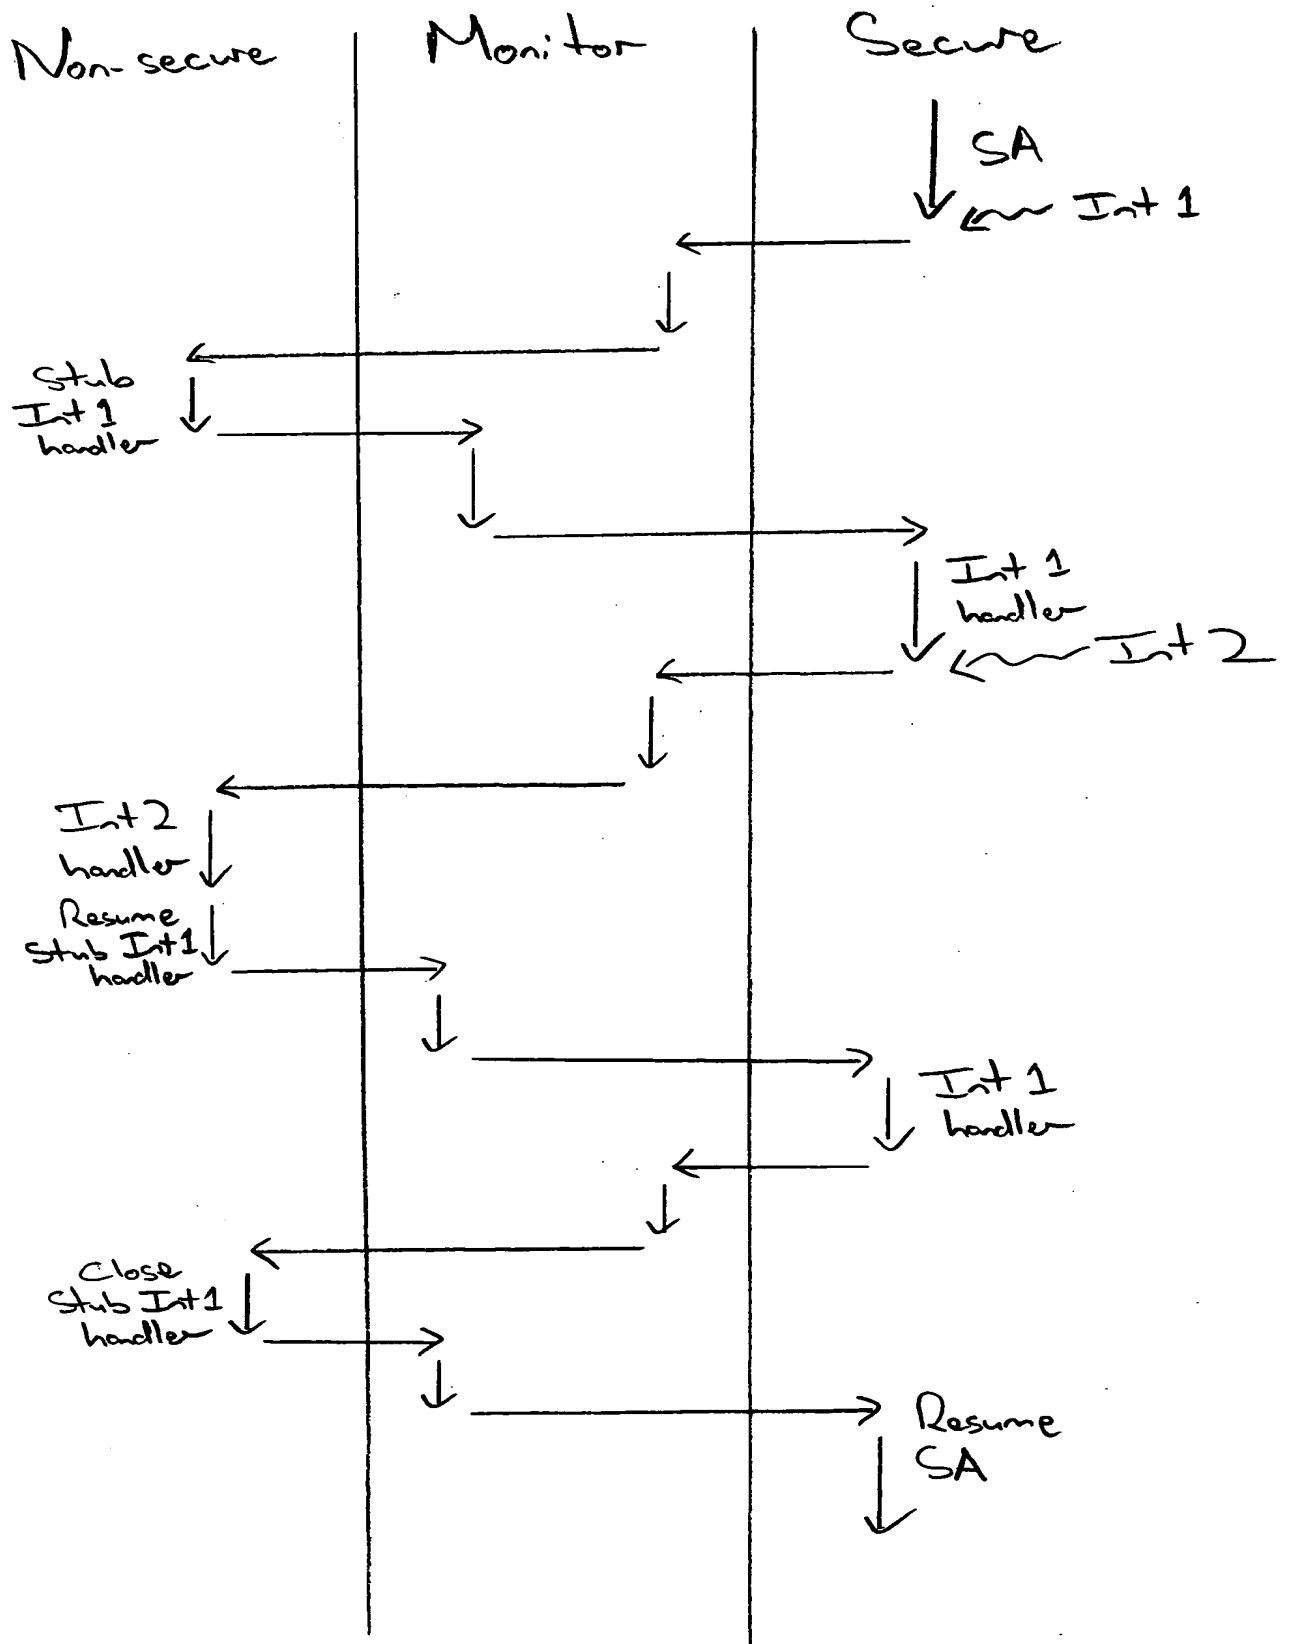 Non-secure
Monitor
Secure
SA
Int 1
Stub
Int 1
handler
Int 1
handler
Int 2
Int 2
handler
Resume
Stub Int 1
handler
Int 1
handler
Close
Stub Int 1
handler
Resume
SA